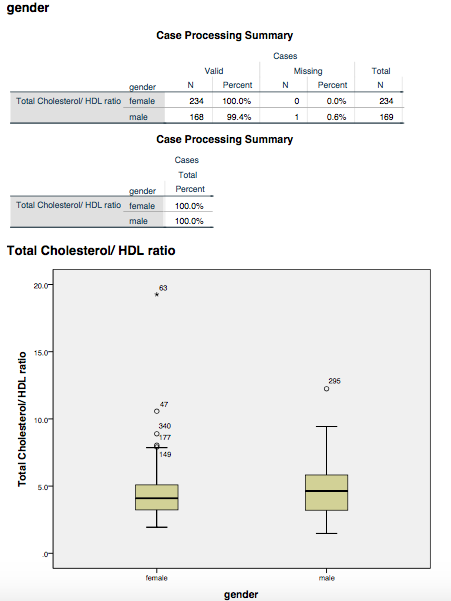 gender
Case Processing Summary
Cases
Valid Missing Total
gender N Percent N Percent N
Total Cholesterol/ HDL ratio female 234 100.0% 0 0.0% 234
male 168 99.4% 1 0.6% 169
Case Processing Summary
Cases
Total
gender Percent
Total Cholesterol/ HDL ratio female 100.0%
male 100.0%
Total Cholesterol/ HDL ratio
Total Cholesterol/ HDL ratio
20.0
15.0
10.0
5.0
.0
63
47
340
177
149
295
female male
gender